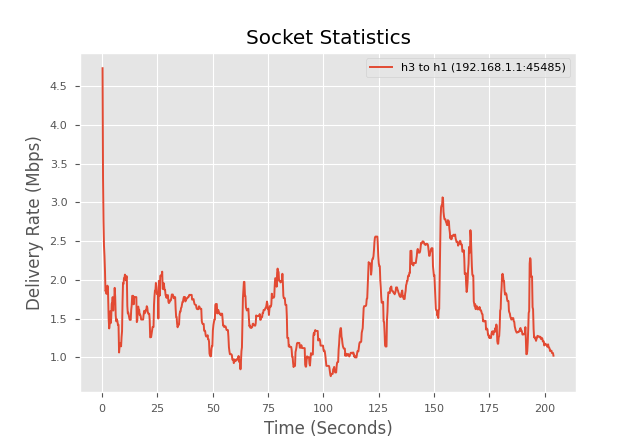 Socket Statistics
h3 to h1 (192.168.1.1:45485)
Delivery Rate (Mbps)
4.5
4.0
3.5
3.0
2.5
2.0
1.5
1.0
0 25 50 75 100 125 150 175 200
Time (Seconds)